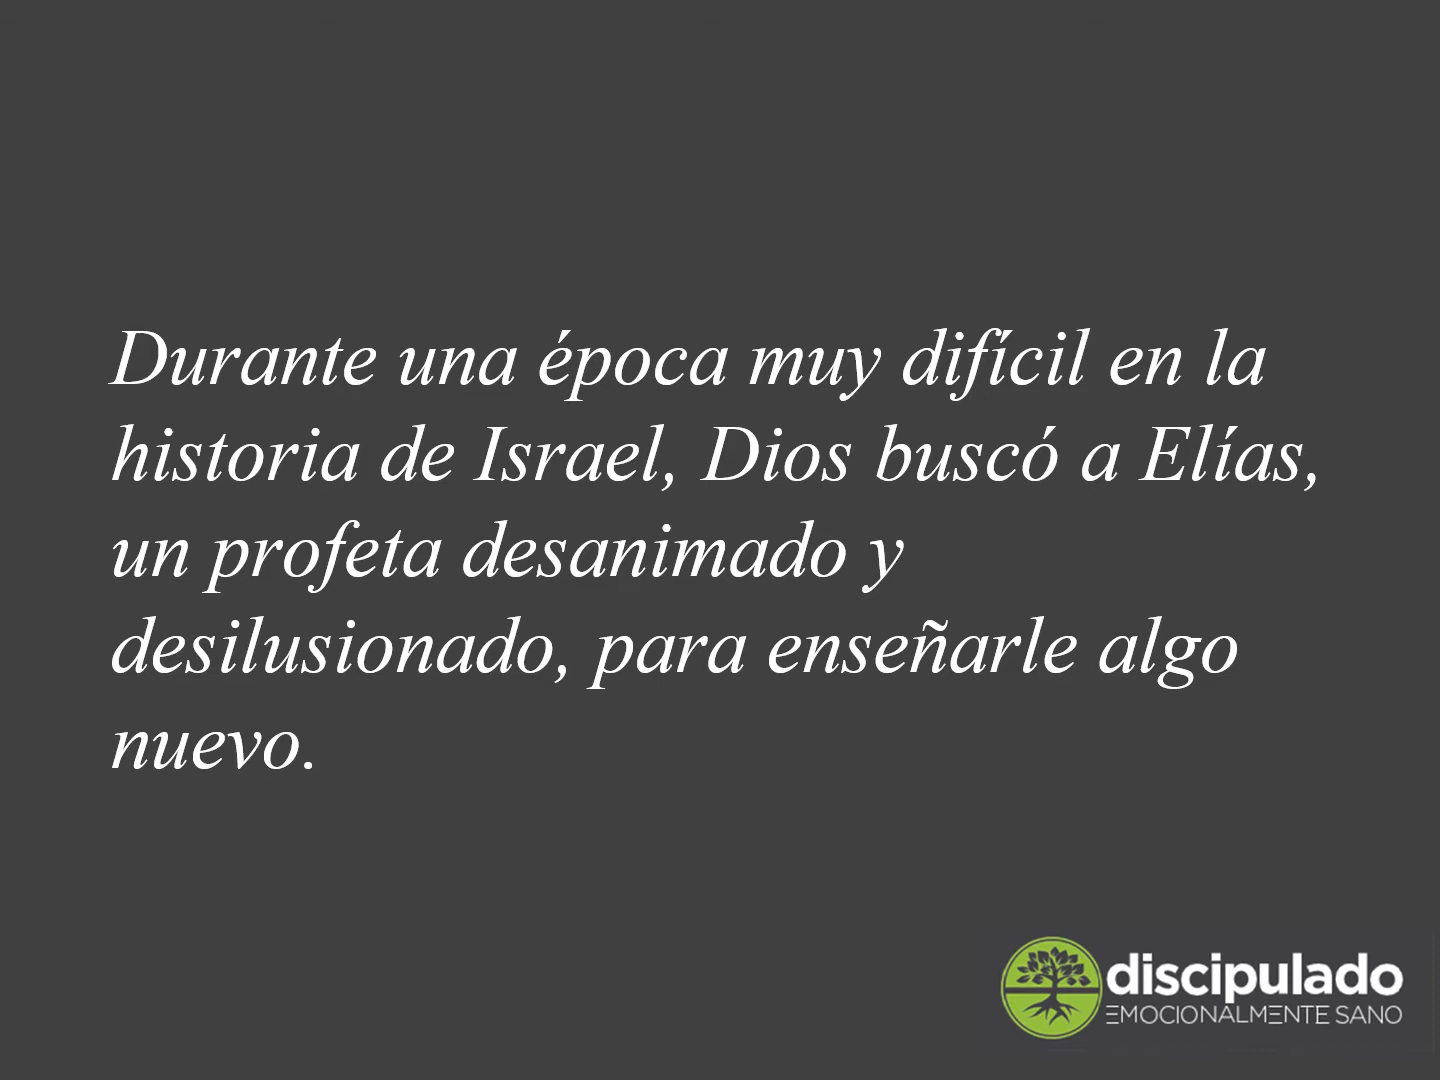 Durante una época muy difícil en la
historia de Israel, Dios buscó a Elías,
un profeta desanimado y
desilusionado, para enseñarle algo
nuevo.
discipulado
EMOCIONALMENTE SANO